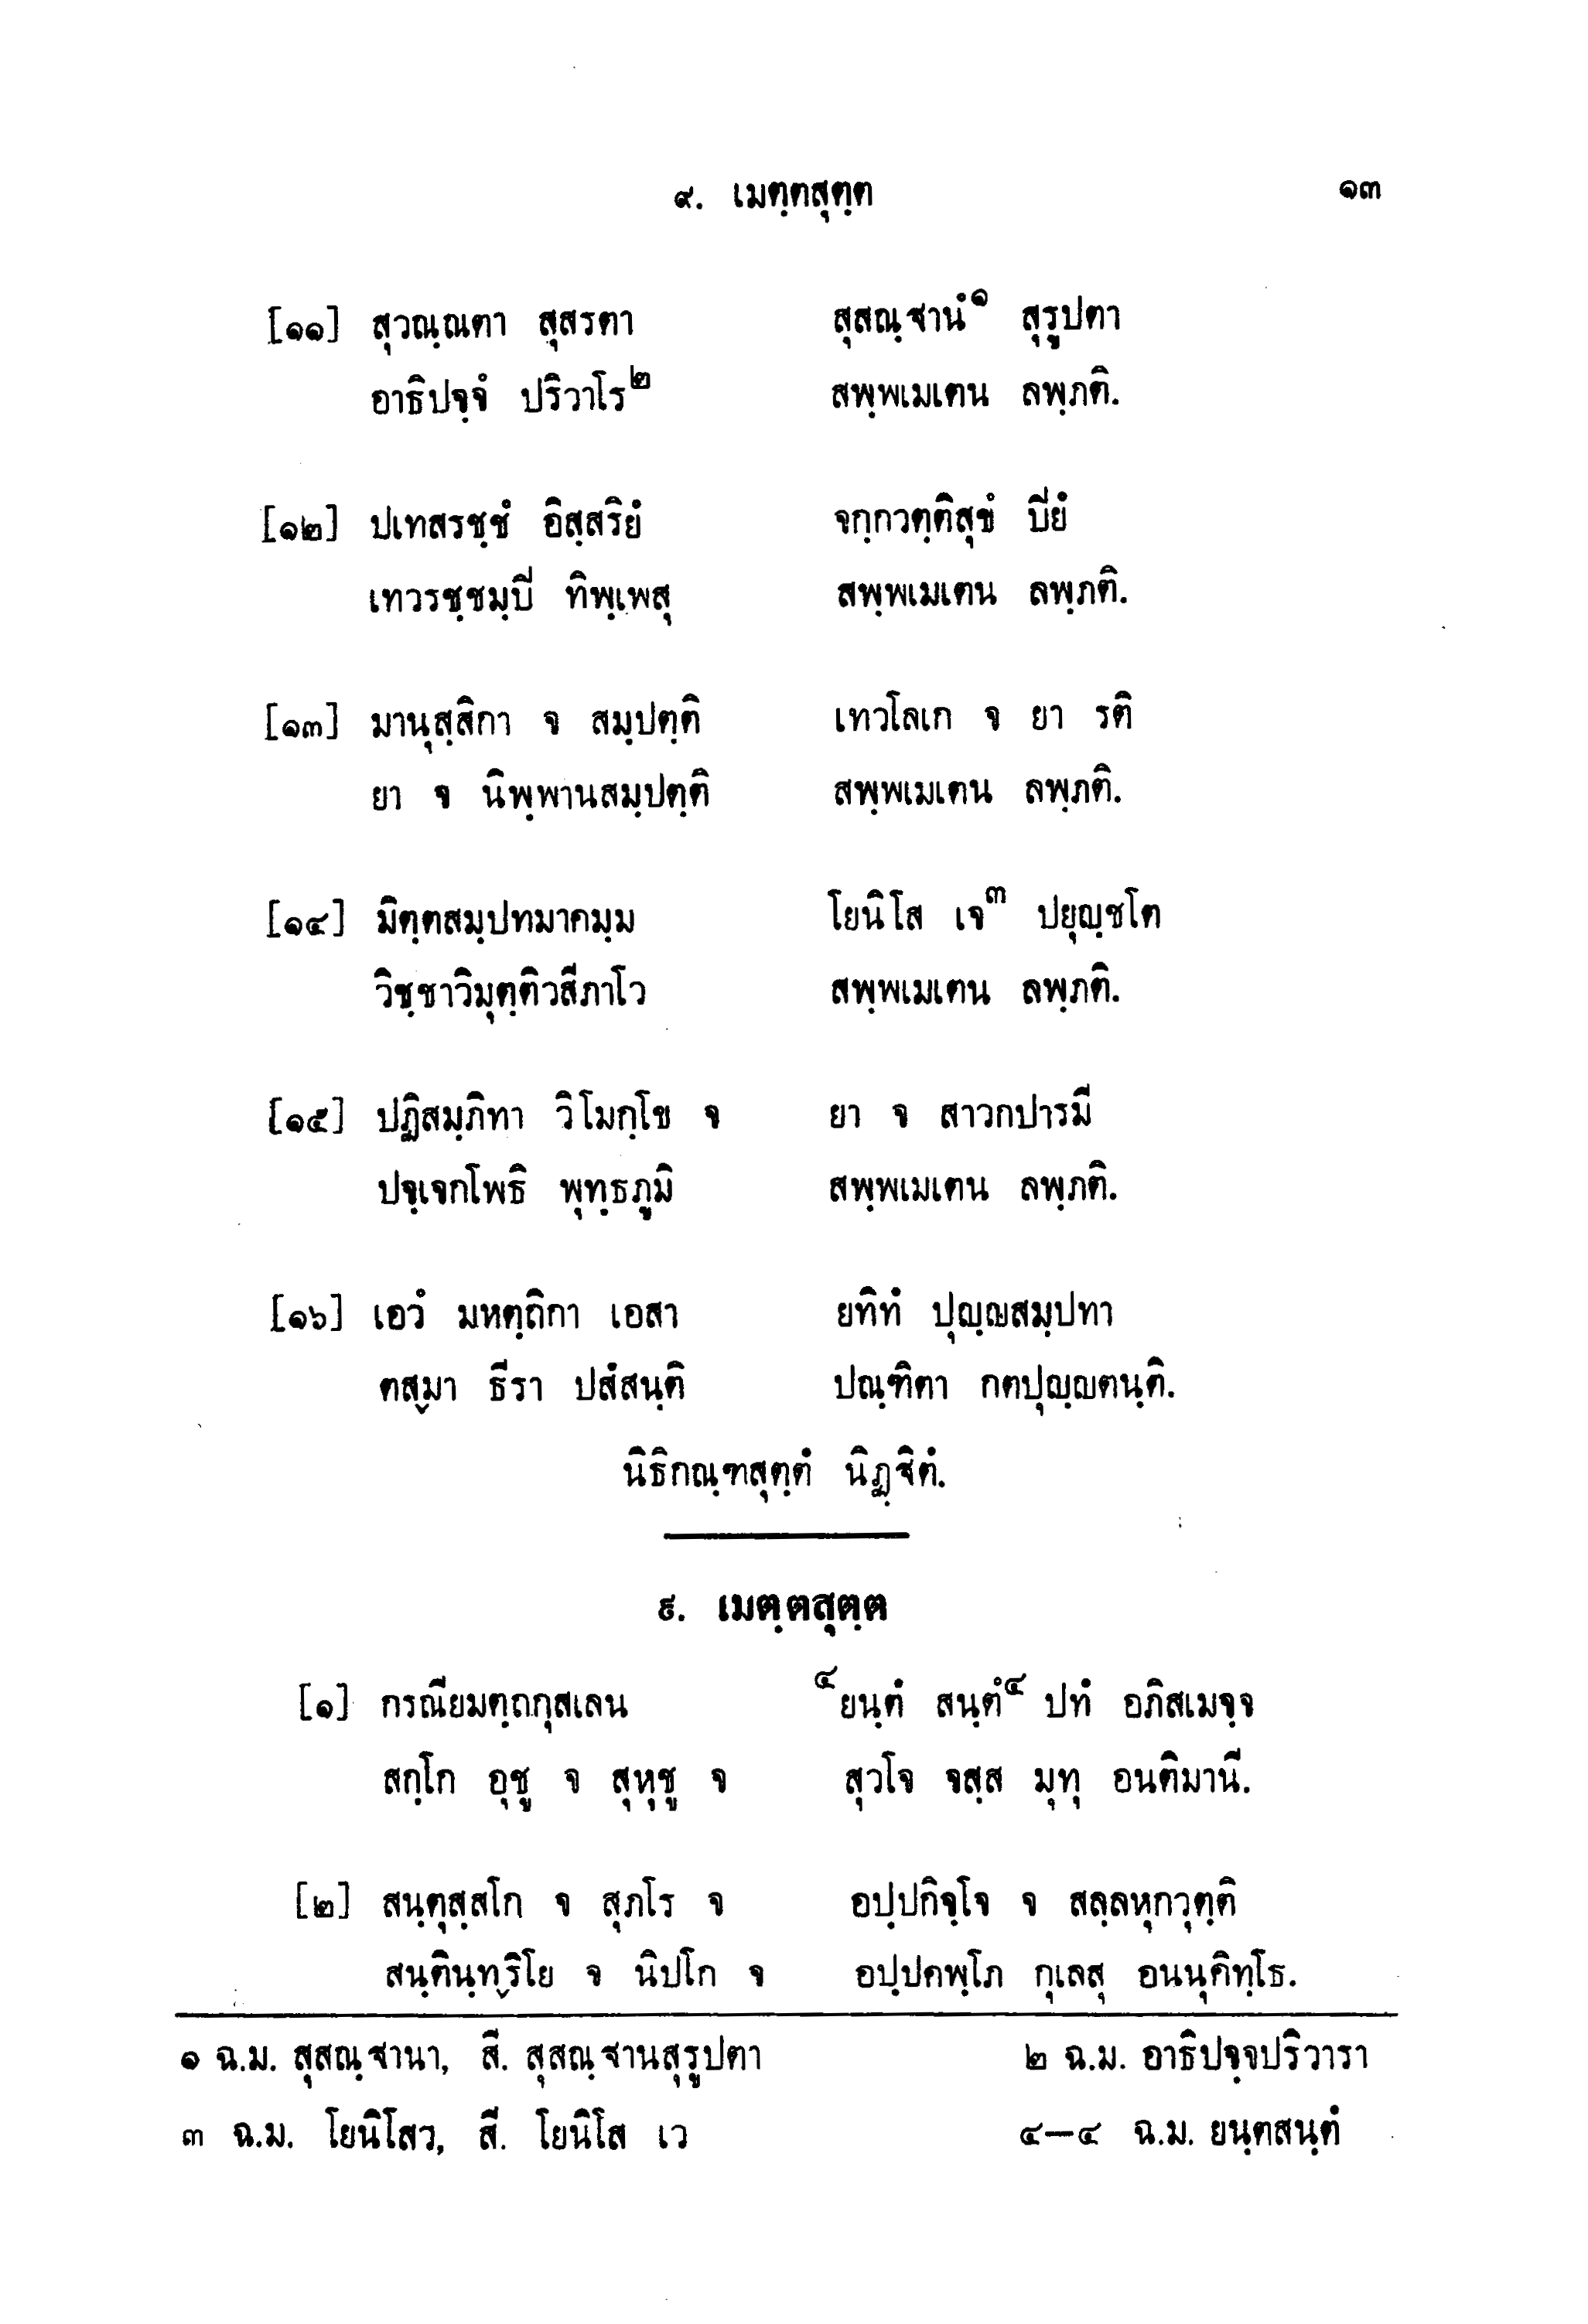 ๙. เมตฺตสุตฺต ๑๓
[๑๑] สุวณฺณตา สุสรตา สุสณฺฐานํ๑ สุรูปตา
อาธิปจฺจํ ปริวาโร๒ สพฺพเมเตน ลพฺภติ.
[๑๒] ปเทสรชฺชํ อิสฺสริยํ จกฺกวตฺติสุขํ ปิยํ
เทวรชฺชมฺปิ ทิพฺเพสุ สพฺพเมเตน ลพฺภติ.
[๑๓] มานุสฺสิกา จ สมฺปตฺติ เทวโลเก จ ยา รติ
ยา จ นิพฺพานสมฺปตฺติ สพฺพเมเตน ลพฺภติ.
[๑๔] มิตฺตสมฺปทมาคมฺม โยนิโส เจ๓ ปยุญฺชโต
วิชฺชาวิมุตฺติวสีภาโว สพฺพเมเตน ลพฺภติ.
[๑๕] ปฏิสมฺภิทา วิโมกฺโข จ ยา จ สาวกปารมี
ปจฺเจกโพธิ พุทฺธภูมิ สพฺพเมเตน ลพฺภติ.
[๑๖] เอวํ มหตฺถิกา เอสา ยทิทํ ปุญฺญสมฺปทา
ตสฺมา ธีรา ปสํสนฺติ ปณฺฑิตา กตปุญฺญตนฺติ.
นิธิกณฺฑสุตฺตํ นิฏฺฐิตํ.
๙. เมตฺตสุตฺต
[๑] กรณียมตฺถกุสเลน ๔ยนฺตํ สนฺตํ๔ ปทํ อภิสเมจฺจ
สกฺโก อุชู จ สุหุชู จ สุวโจ จสฺส มุทุ อนติมานี.
[๒] สนฺตุสฺสโก จ สุภโร จ อปฺปกิจฺโจ จ สลฺลหุกวุตฺติ
สนฺตินฺทฺริโย จ นิปโก จ อปฺปคพฺโภ กุเลสุ อนนุคิทฺโธ.
๑ ฉ.ม. สุสณฺฐานา, สี. สุสณฺฐานสุรูปตา ๒ ฉ.ม. อาธิปจฺจปริวารา
๓ ฉ.ม. โยนิโสว, สี. โยนิโส เว ๔–๔ ฉ.ม. ยนฺตสนฺตํ